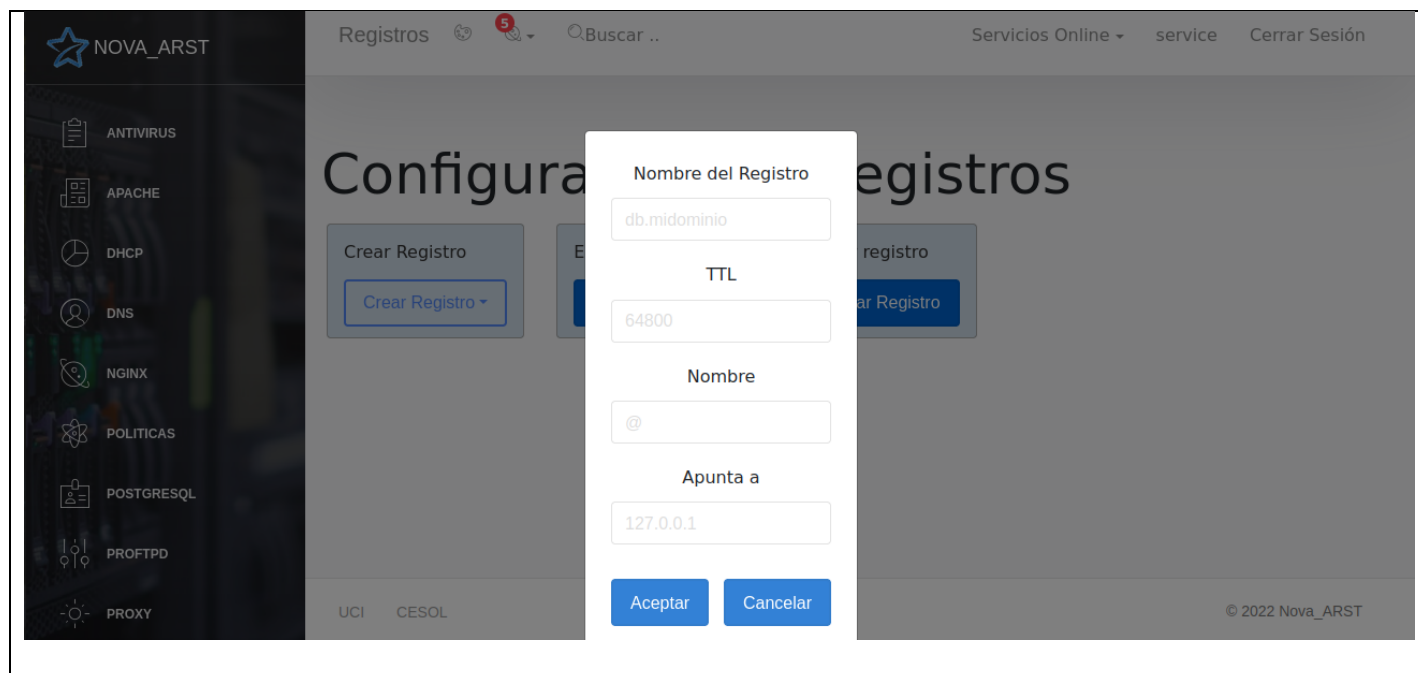 NOVA_ARST
Registros
5
Buscar ..
Servicios Online
service
Cerrar Sesión
ANTIVIRUS
APACHE
DHCP
DNS
NGINX
POLITICAS
POSTGRESQL
PROFTPD
PROXY
Configura
egistros
Crear Registro
Crear Registro
E
registro
ar Registro
Nombre del Registro
db.midominio
TTL
64800
Nombre
@
Apunta a
127.0.0.1
Aceptar
Cancelar
UCI
CESOL
© 2022 Nova_ARST